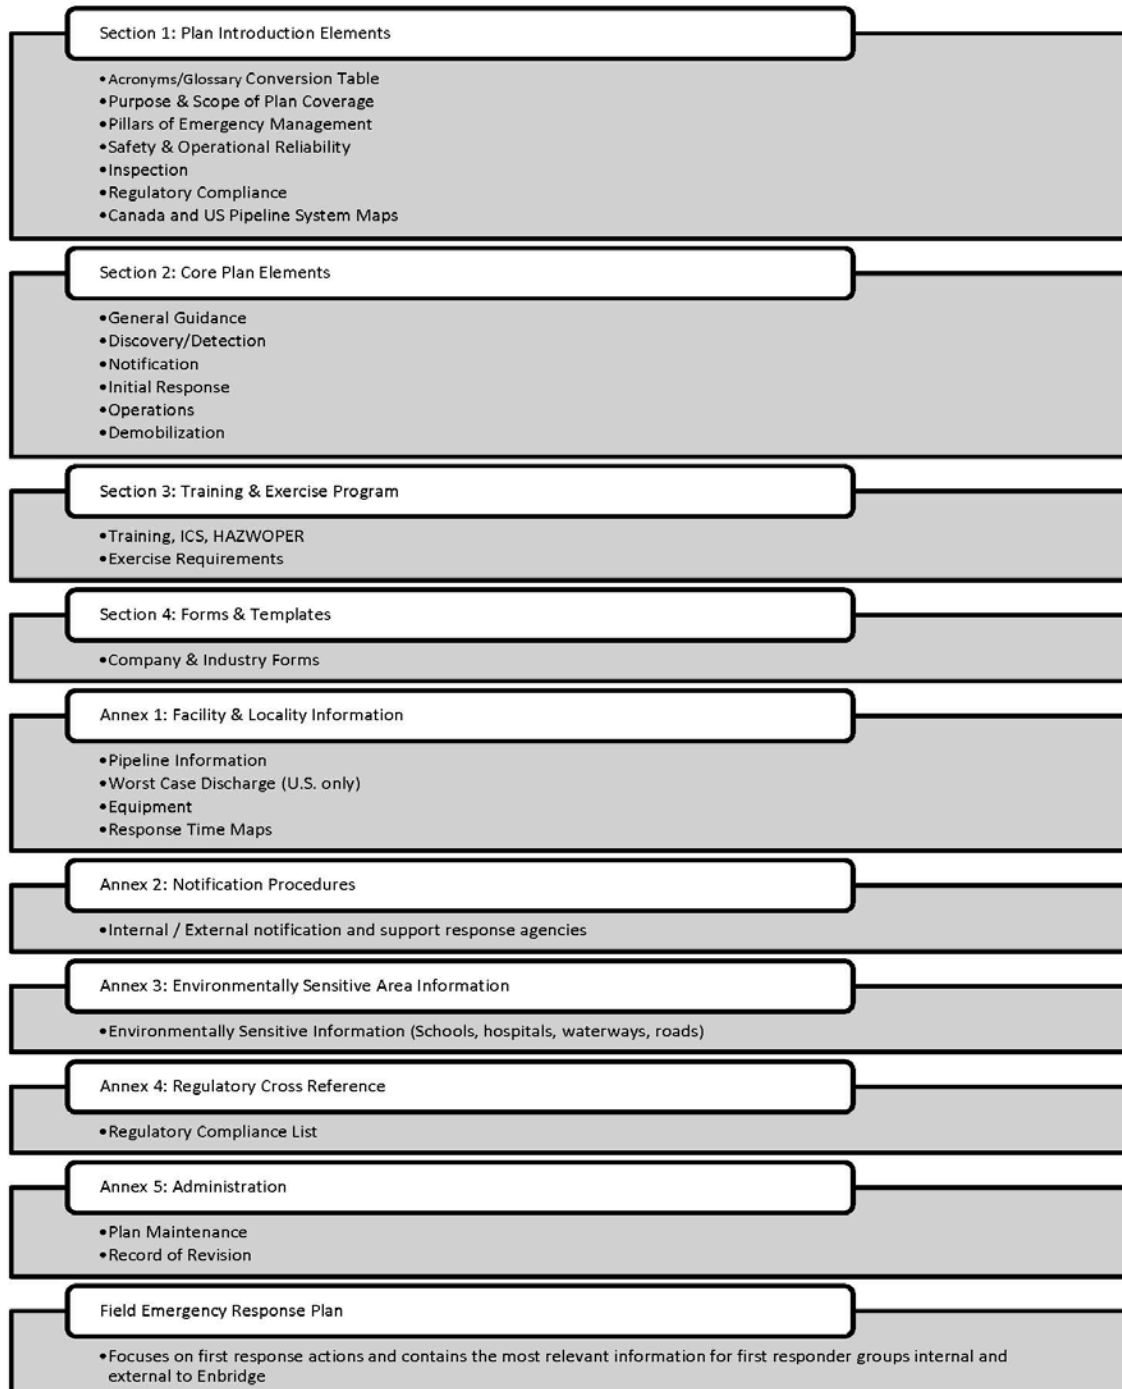 Section 1: Plan Introduction Elements
•Acronyms/Glossary Conversion Table
•Purpose & Scope of Plan Coverage
•Pillars of Emergency Management
•Safety & Operational Reliability
•Inspection
•Regulatory Compliance
•Canada and US Pipeline System Maps
Section 2: Core Plan Elements
•General Guidance
•Discovery/Detection
•Notification
•Initial Response
•Operations
•Demobilization
Section 3: Training & Exercise Program
•Training, ICS, HAZWOPER
•Exercise Requirements
Section 4: Forms & Templates
•Company & Industry Forms
Annex 1: Facility & Locality Information
•Pipeline Information
•Worst Case Discharge (U.S. only)
•Equipment
•Response Time Maps
Annex 2: Notification Procedures
•Internal / External notification and support response agencies
Annex 3: Environmentally Sensitive Area Information
•Environmentally Sensitive Information (Schools, hospitals, waterways, roads)
Annex 4: Regulatory Cross Reference
•Regulatory Compliance List
Annex 5: Administration
•Plan Maintenance
•Record of Revision
Field Emergency Response Plan
•Focuses on first response actions and contains the most relevant information for first responder groups internal and
external to Enbridge